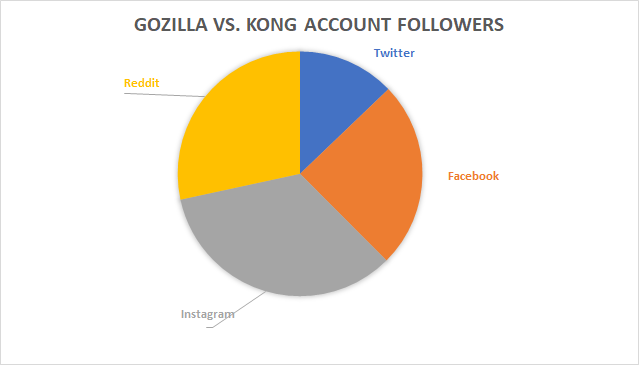 GOZILLA VS. KONG ACCOUNT FOLLOWERS
Twitter
Reddit
Facebook
Instagram